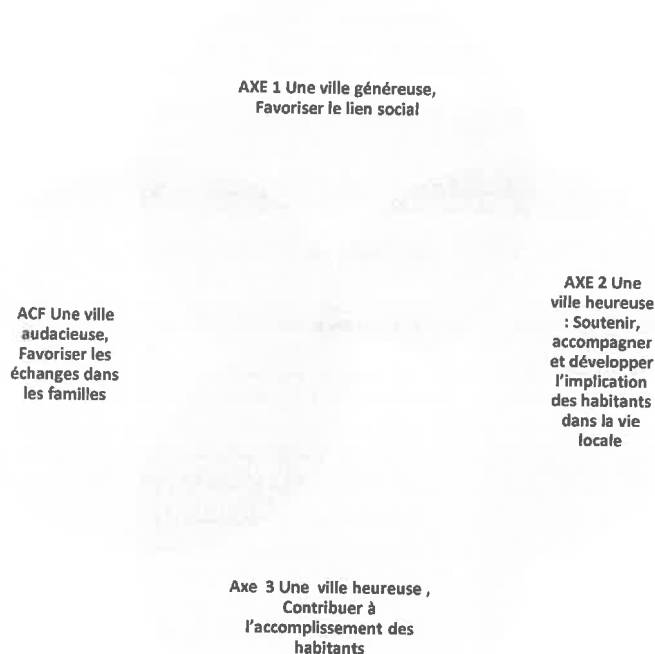 AXE 1 Une ville généreuse,
Favoriser le lien social
ACF Une ville
audacieuse,
Favoriser les
échanges dans
les familles
AXE 2 Une
ville heureuse
: Soutenir,
accompagner
et développer
l'implication
des habitants
dans la vie
locale
Axe 3 Une ville heureuse ,
Contribuer à
l'accomplissement des
habitants